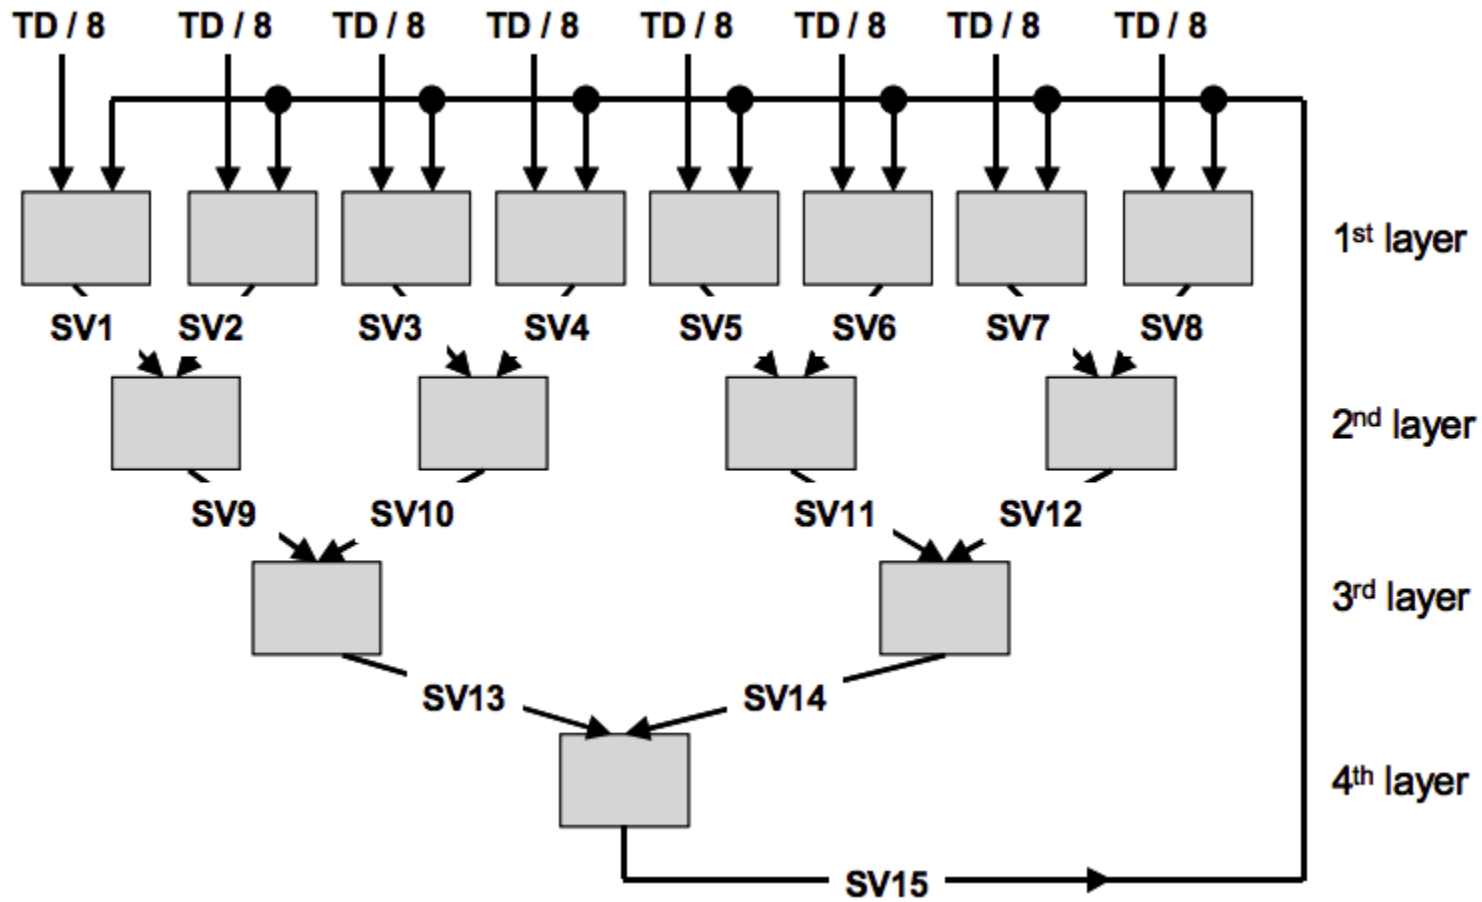 TD / 8 TD / 8 TD / 8 TD / 8 TD / 8 TD / 8 TD / 8 TD / 8
1st layer
SV1 SV2 SV3 SV4 SV5 SV6 SV7 SV8
2nd layer
SV9 SV10 SV11 SV12
3rd layer
SV13 SV14
4th layer
SV15